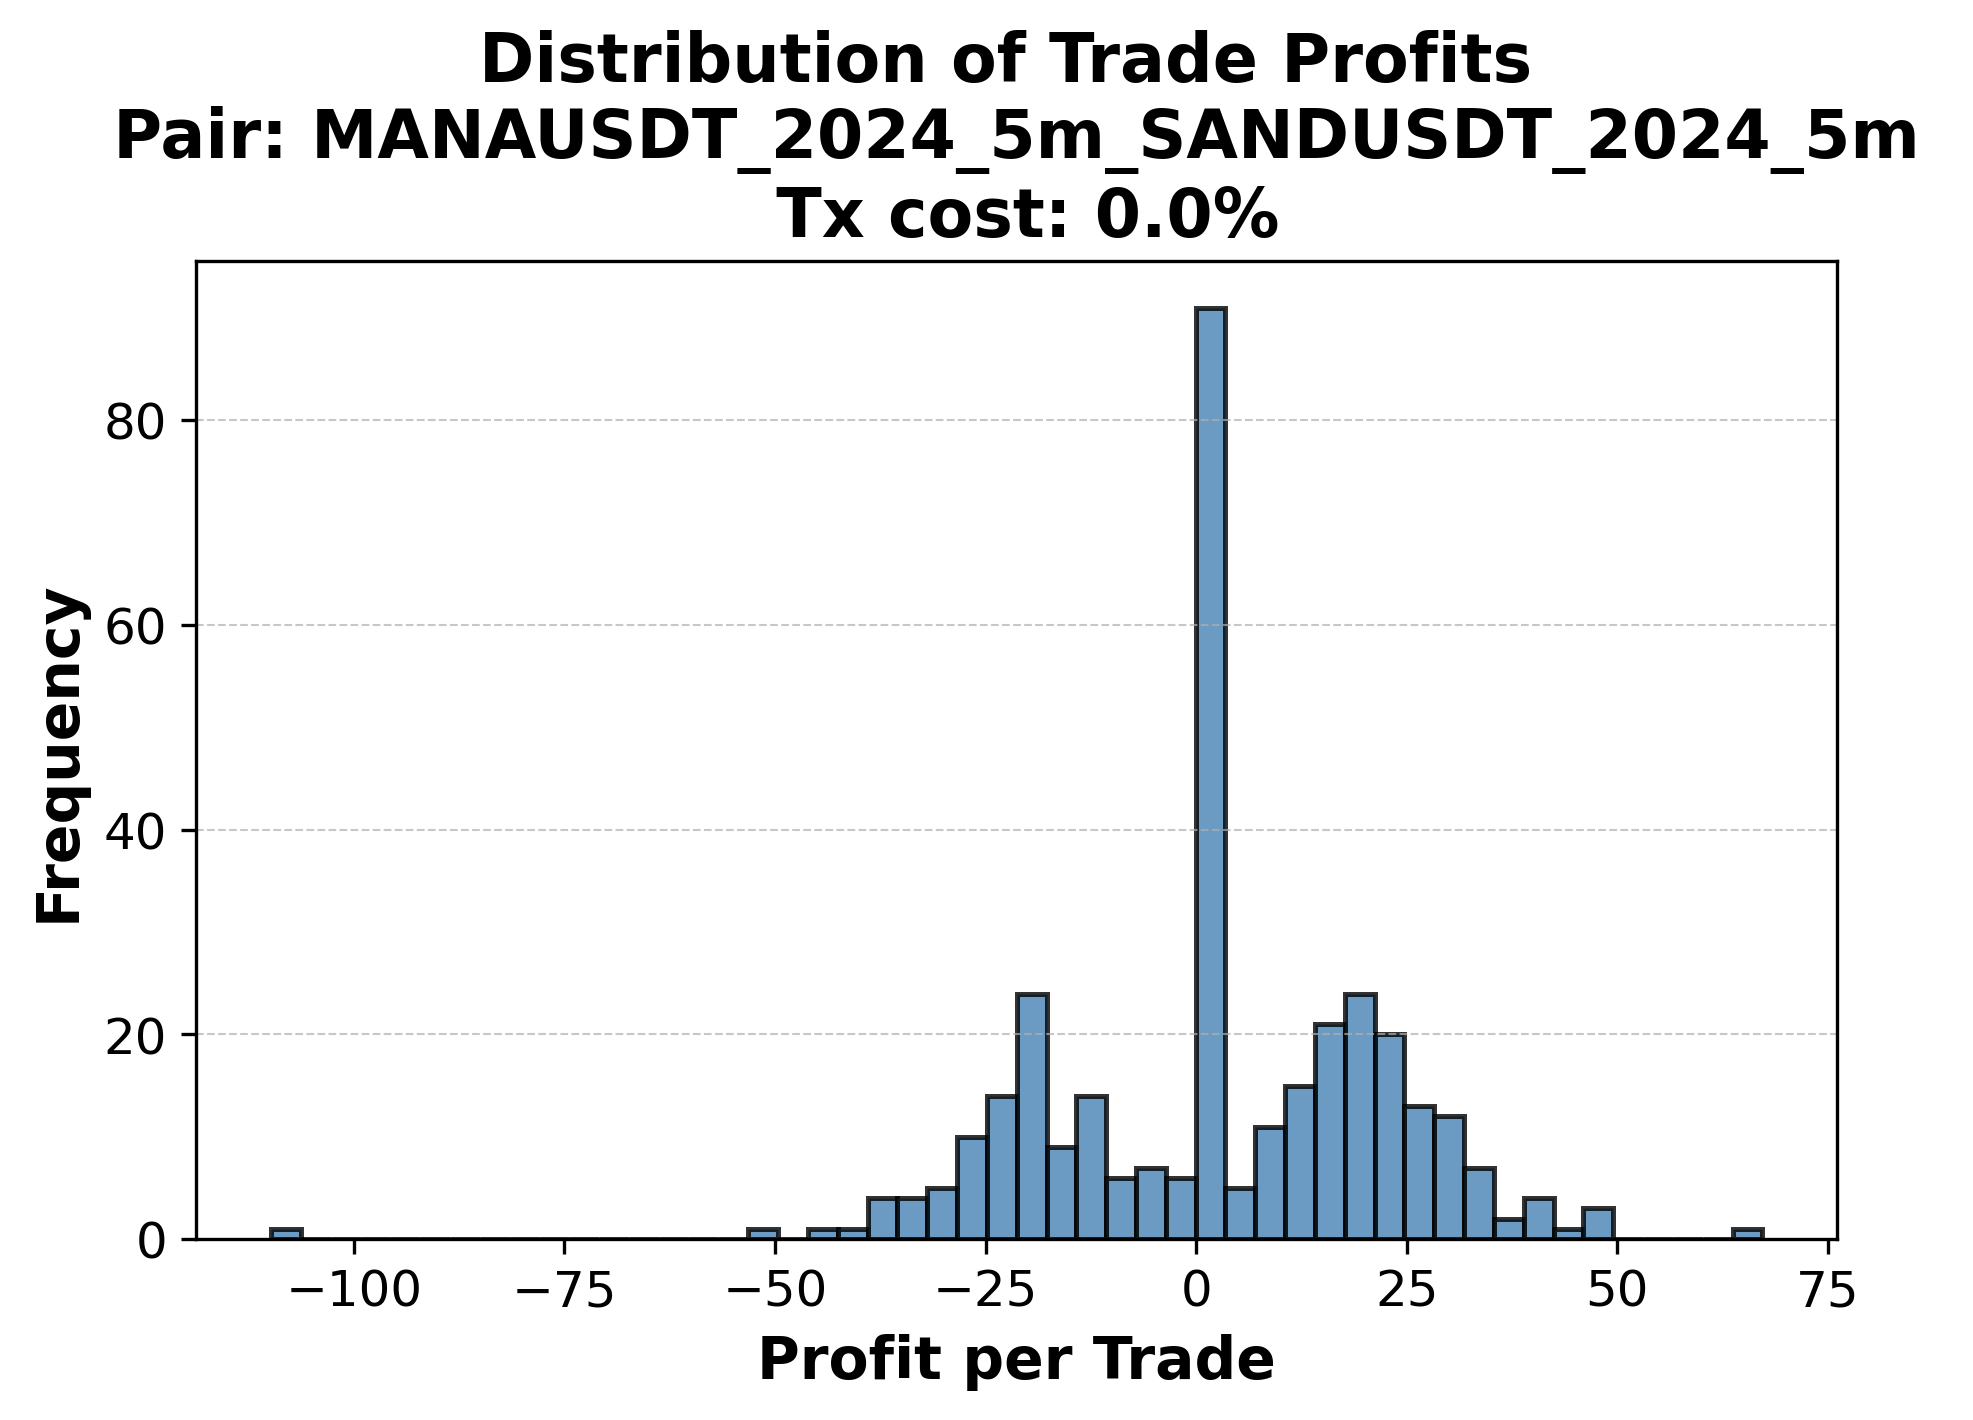 Distribution of Trade Profits
Pair: MANAUSDT_2024_5m_SANDUSDT_2024_5m
Tx cost: 0.0%
Frequency
80
60
40
20
0
−100 −75 −50 −25 0 25 50 75
Profit per Trade